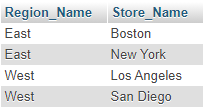 Region_Name Store_Name
East Boston
East New York
West Los Angeles
West San Diego